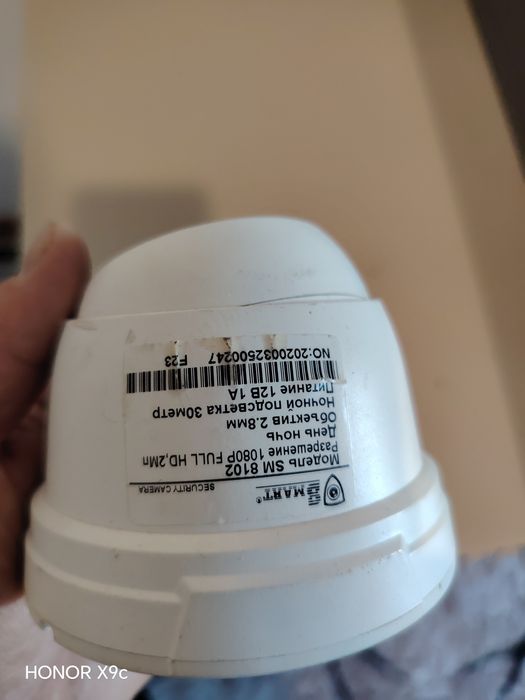 SMART®
SECURITY CAMERA
Модель SM 8102
Разрешение 1080P FULL HD,2Мп
День ночь
Объектив 2.8мм
Ночной подсветка 30метр
Питание 12В 1А
NO:2020032500247 F23
HONOR X9c